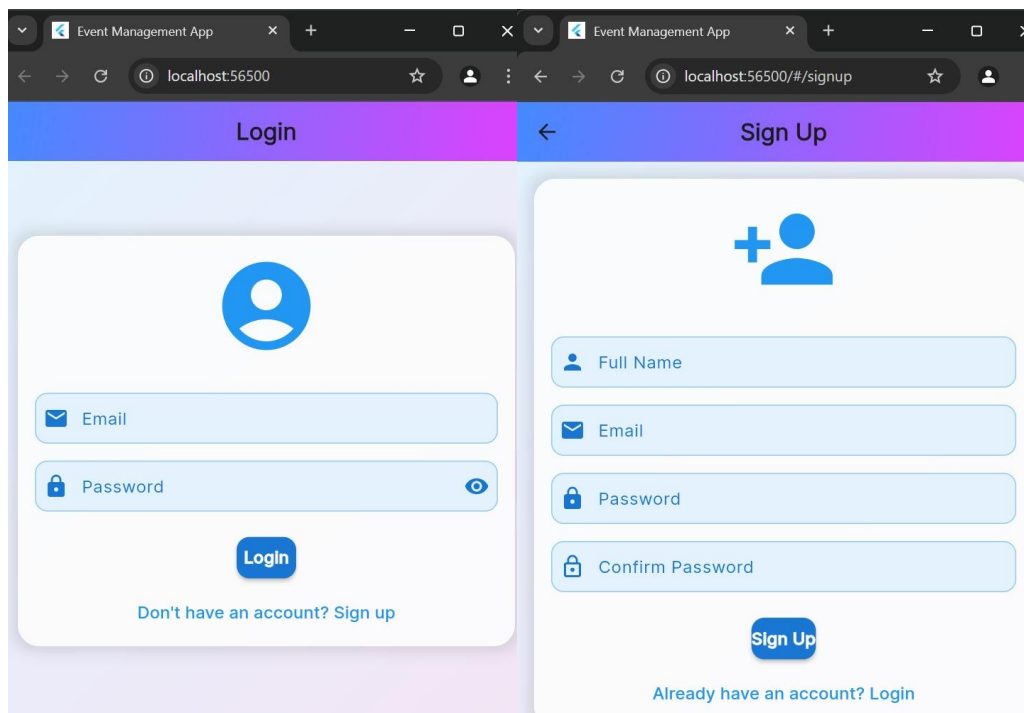 Event Management App
localhost:56500
Login
Email
Password
Login
Don't have an account? Sign up
Event Management App
localhost:56500/#/signup
Sign Up
Full Name
Email
Password
Confirm Password
Sign Up
Already have an account? Login